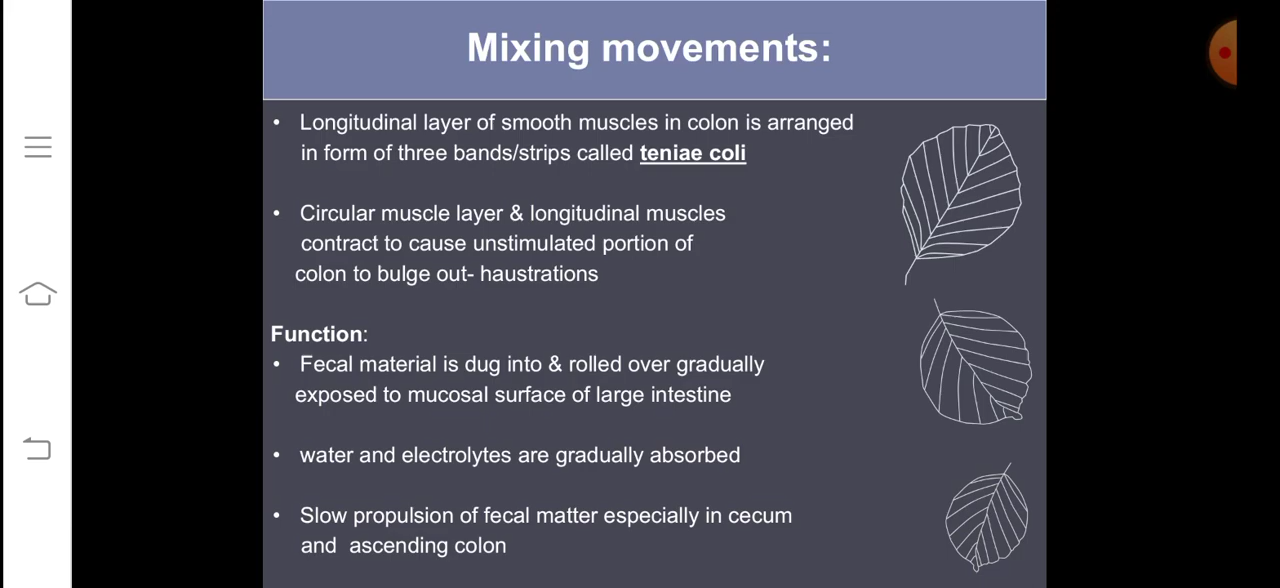 Mixing movements:
• Longitudinal layer of smooth muscles in colon is arranged
in form of three bands/strips called teniae coli
• Circular muscle layer & longitudinal muscles
contract to cause unstimulated portion of
colon to bulge out- haustrations
Function:
• Fecal material is dug into & rolled over gradually
exposed to mucosal surface of large intestine
• water and electrolytes are gradually absorbed
• Slow propulsion of fecal matter especially in cecum
and ascending colon